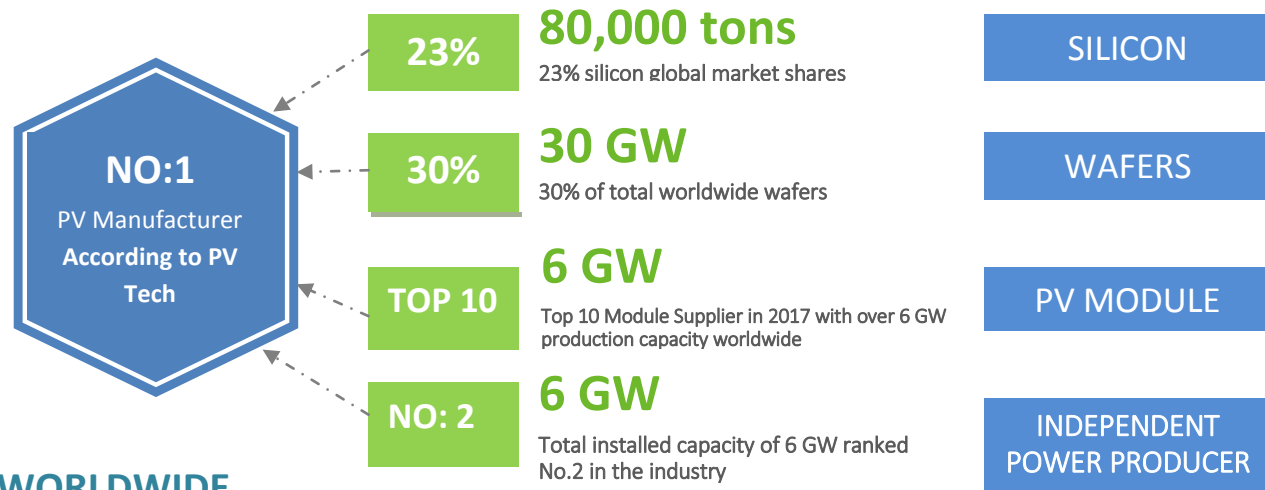 NO:1
PV Manufacturer
According to PV
Tech
23%
80,000 tons
23% silicon global market shares
SILICON
30%
30 GW
30% of total worldwide wafers
WAFERS
TOP 10
6 GW
Top 10 Module Supplier in 2017 with over 6 GW
production capacity worldwide
PV MODULE
NO: 2
6 GW
Total installed capacity of 6 GW ranked
No.2 in the industry
INDEPENDENT
POWER PRODUCER
WORLDWIDE